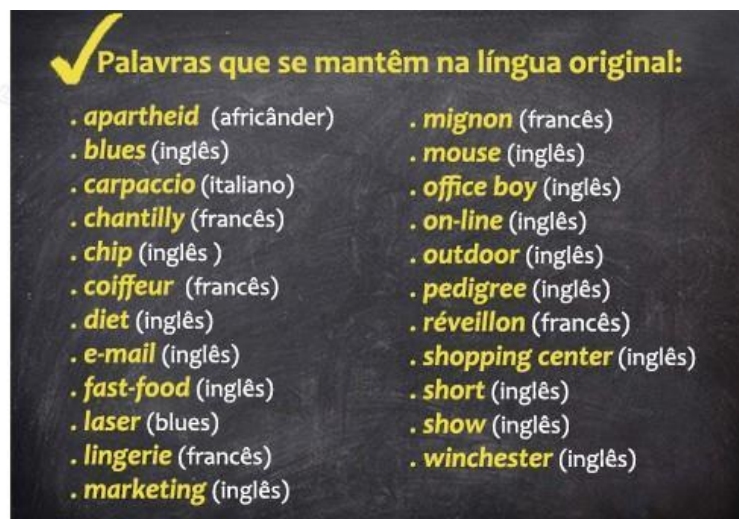 Palavras que se mantêm na língua original:
. apartheid (africânder)
. blues (inglês)
. carpaccio (italiano)
. chantilly (francês)
. chip (inglês )
. coiffeur (francês)
. diet (inglês)
. e-mail (inglês)
. fast-food (inglês)
. laser (blues)
. lingerie (francês)
. marketing (inglês)
. mignon (francês)
. mouse (inglês)
. office boy (inglês)
. on-line (inglês)
. outdoor (inglês)
. pedigree (inglês)
. réveillon (francês)
. shopping center (inglês)
. short (inglês)
. show (inglês)
. winchester (inglês)